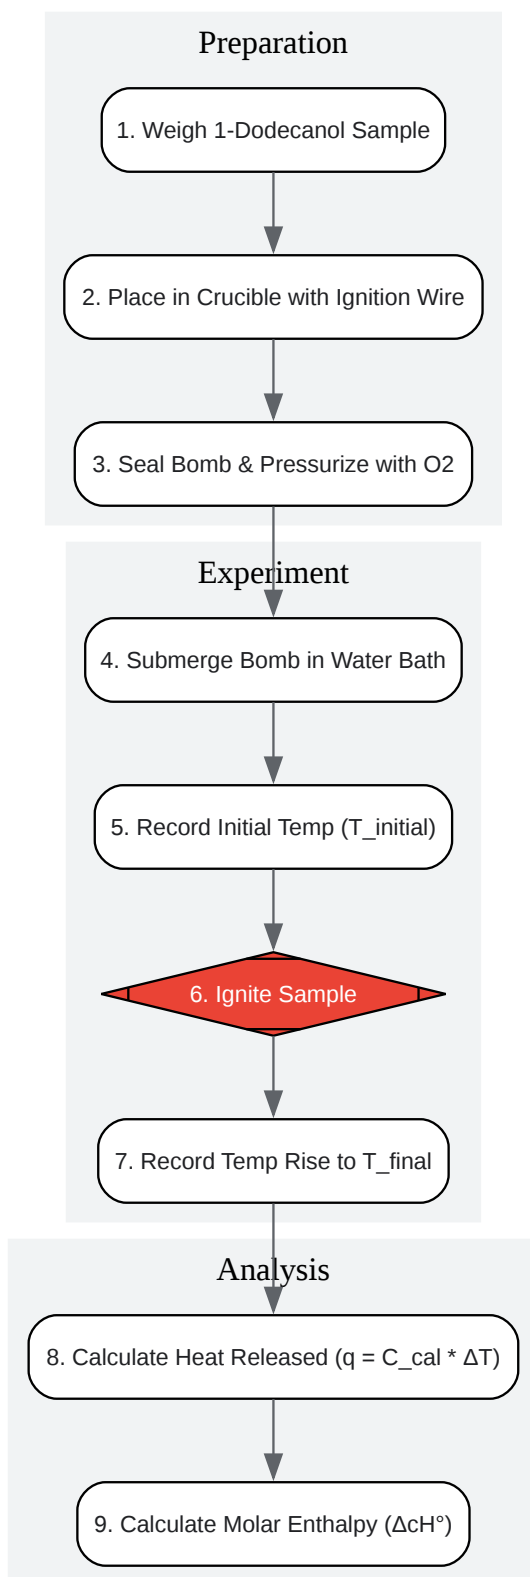 Preparation
1. Weigh 1-Dodecanol Sample
2. Place in Crucible with Ignition Wire
3. Seal Bomb & Pressurize with O2
Experiment
4. Submerge Bomb in Water Bath
5. Record Initial Temp (T_initial)
6. Ignite Sample
7. Record Temp Rise to T_final
Analysis
8. Calculate Heat Released (q = C_cal * ΔT)
9. Calculate Molar Enthalpy (ΔcH°)